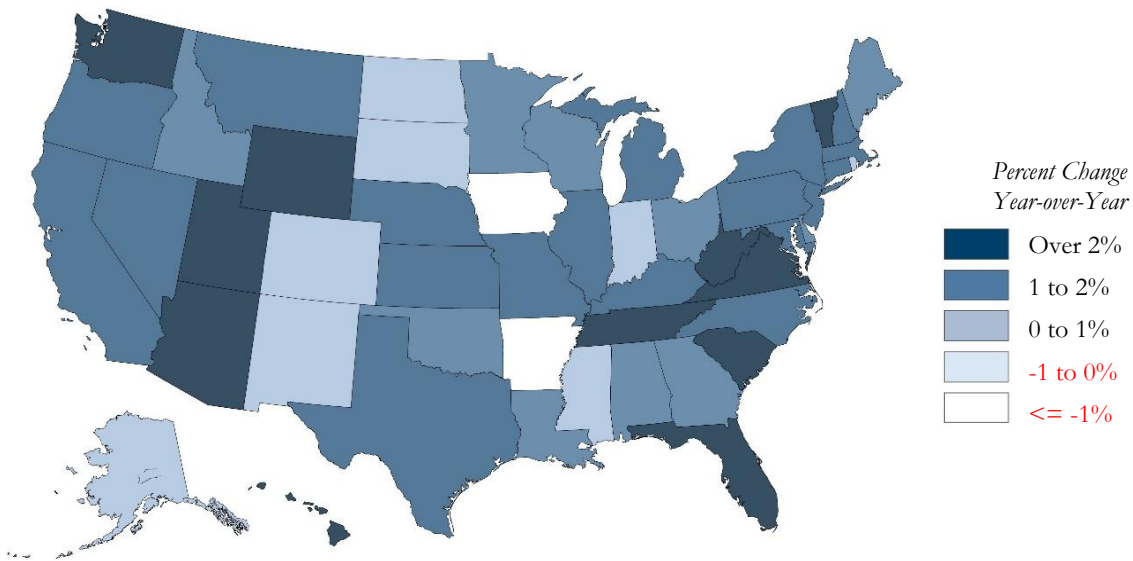 Percent Change
Year-over-Year
Over 2%
1 to 2%
0 to 1%
-1 to 0%
<= -1%